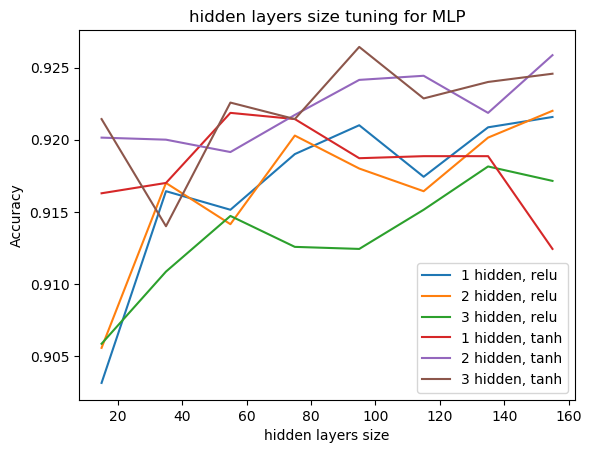 hidden layers size tuning for MLP
Accuracy
0.925
0.920
0.915
0.910
0.905
1 hidden, relu
2 hidden, relu
3 hidden, relu
1 hidden, tanh
2 hidden, tanh
3 hidden, tanh
20 40 60 80 100 120 140 160
hidden layers size